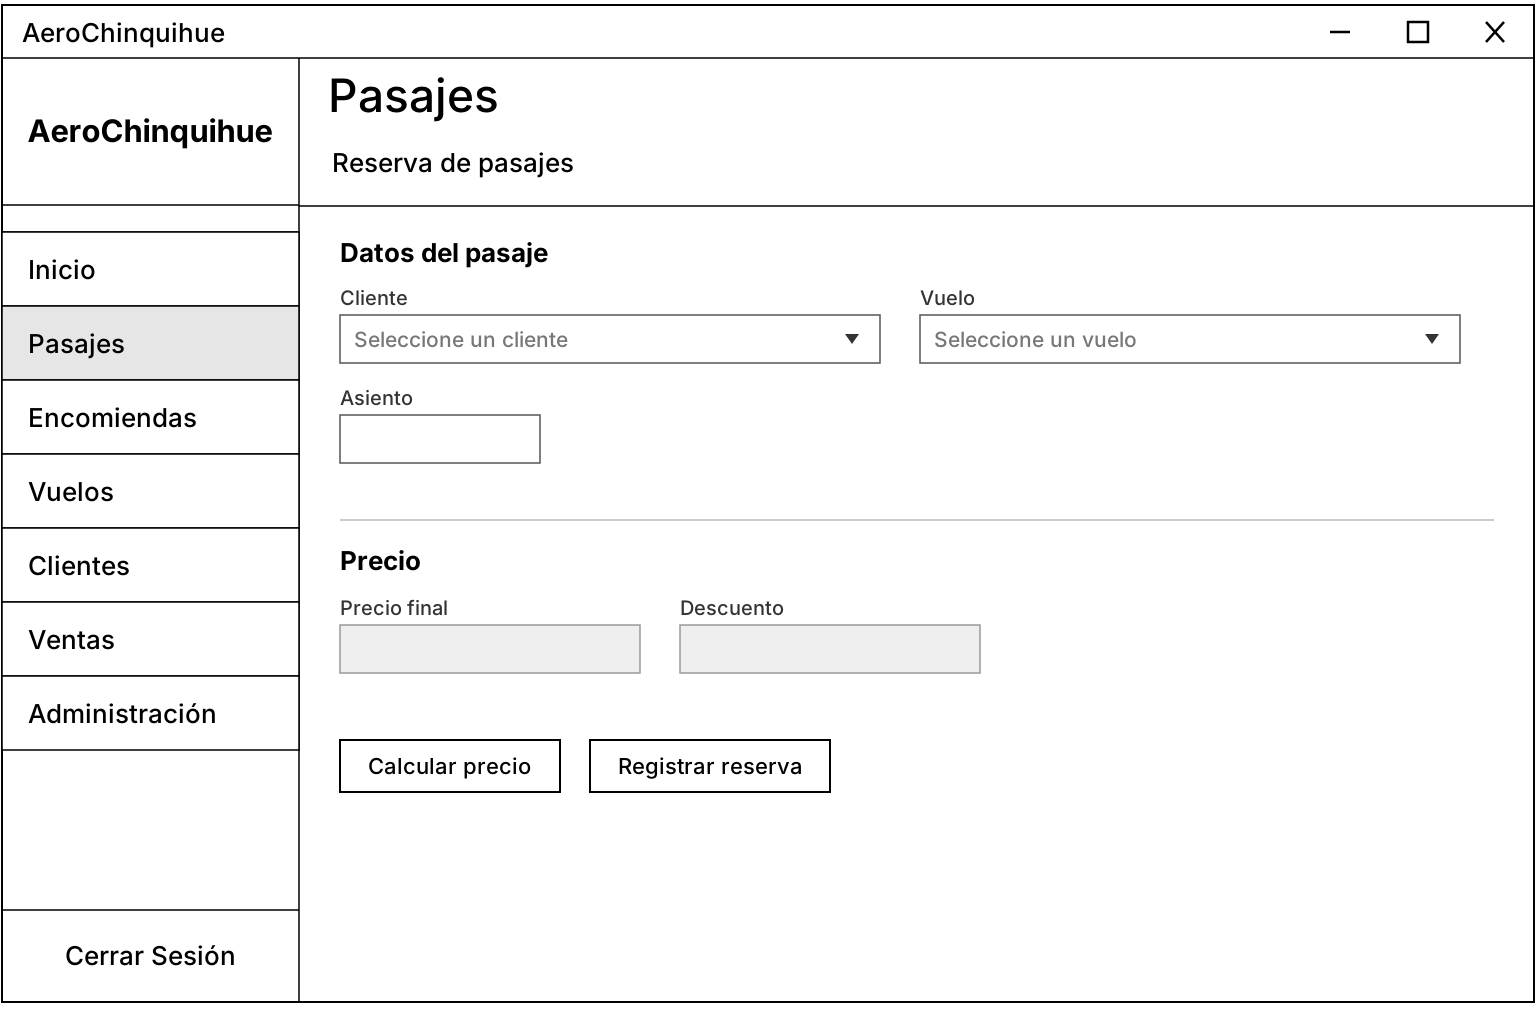 AeroChinquihue
AeroChinquihue
Inicio
Pasajes
Encomiendas
Vuelos
Clientes
Ventas
Administración
Cerrar Sesión
Pasajes
Reserva de pasajes
Datos del pasaje
Cliente
Seleccione un cliente
Vuelo
Seleccione un vuelo
Asiento
Precio
Precio final
Descuento
Calcular precio
Registrar reserva